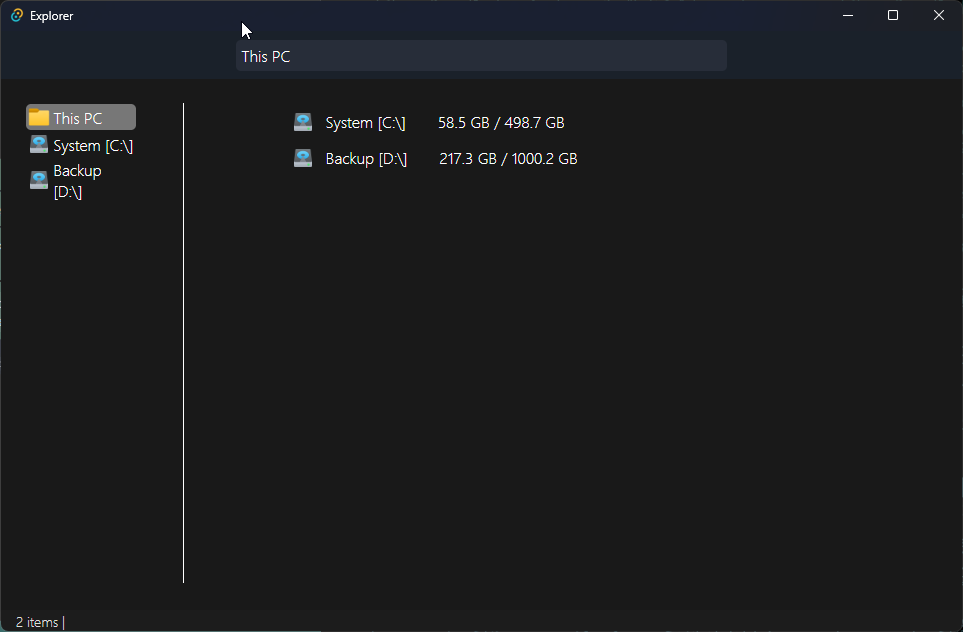 Explorer
This PC
This PC
System [C:\]
Backup
[D:\]
System [C:\] 58.5 GB / 498.7 GB
Backup [D:\] 217.3 GB / 1000.2 GB
2 items |